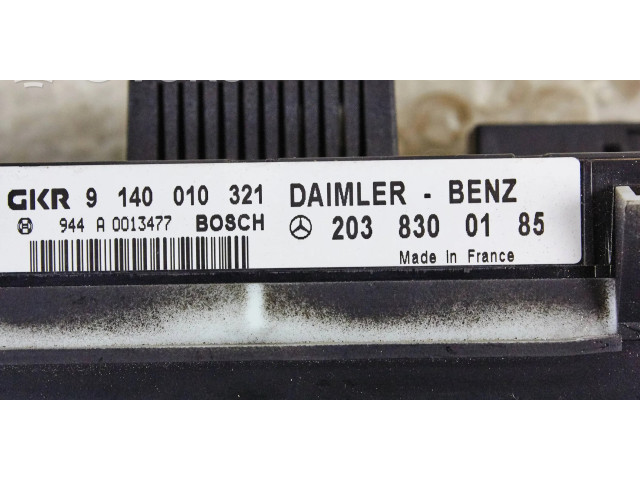 GKR 9 140 010 321 DAIMLER - BENZ
944 A 0013477 BOSCH 203 830 01 85
Made in France